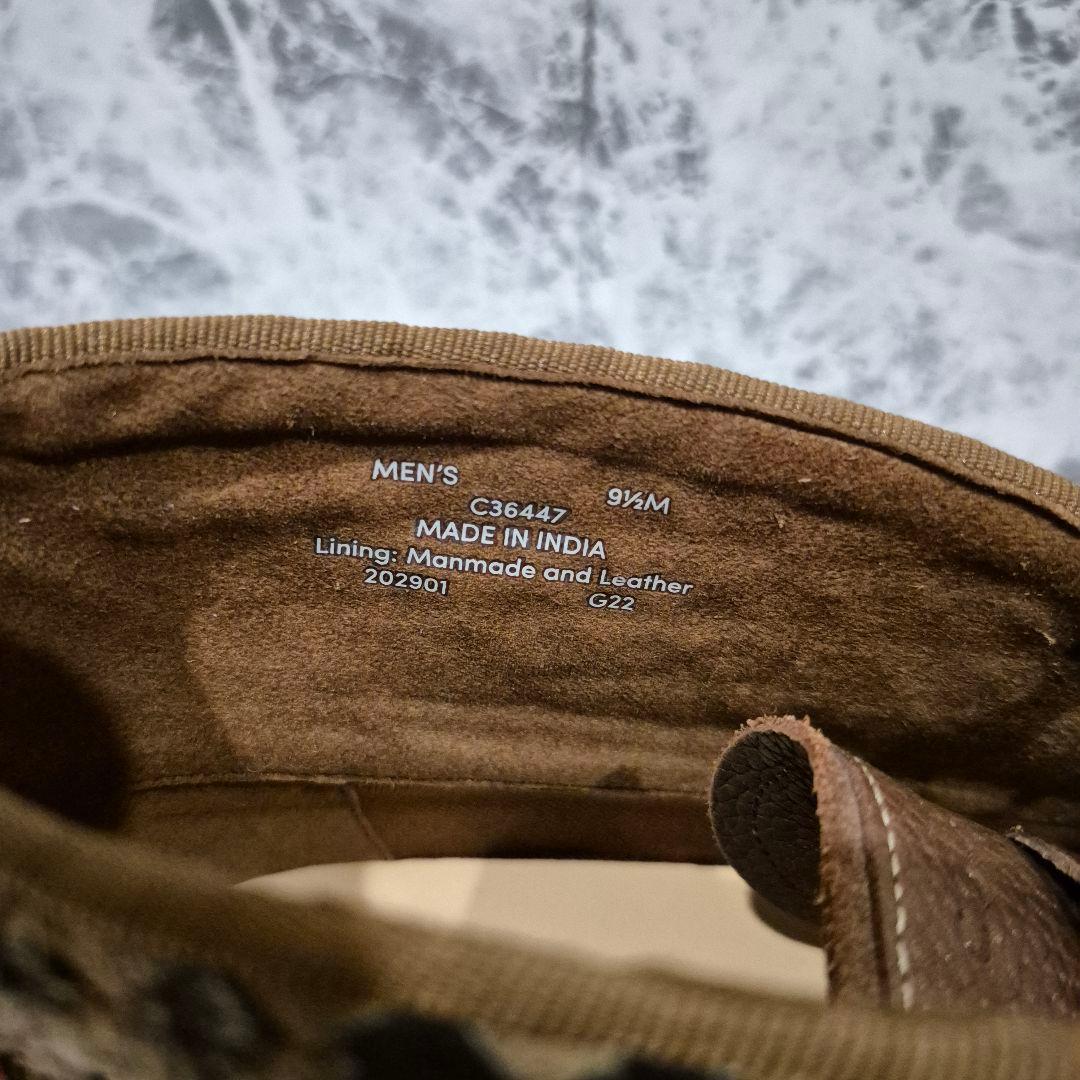 MEN'S 9½M
C36447
MADE IN INDIA
Lining: Manmade and Leather
202901 G22